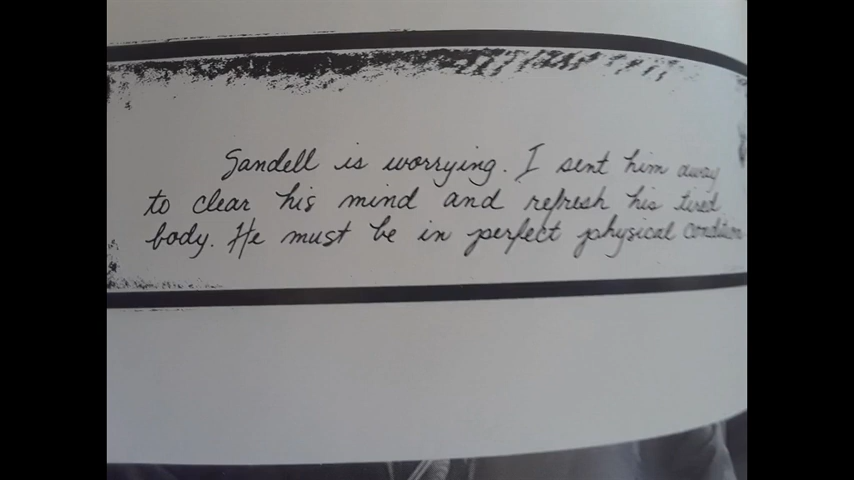 Sandell is worrying. I sent him away
to clear his mind and refresh his tired
body. He must be in perfect physical condition